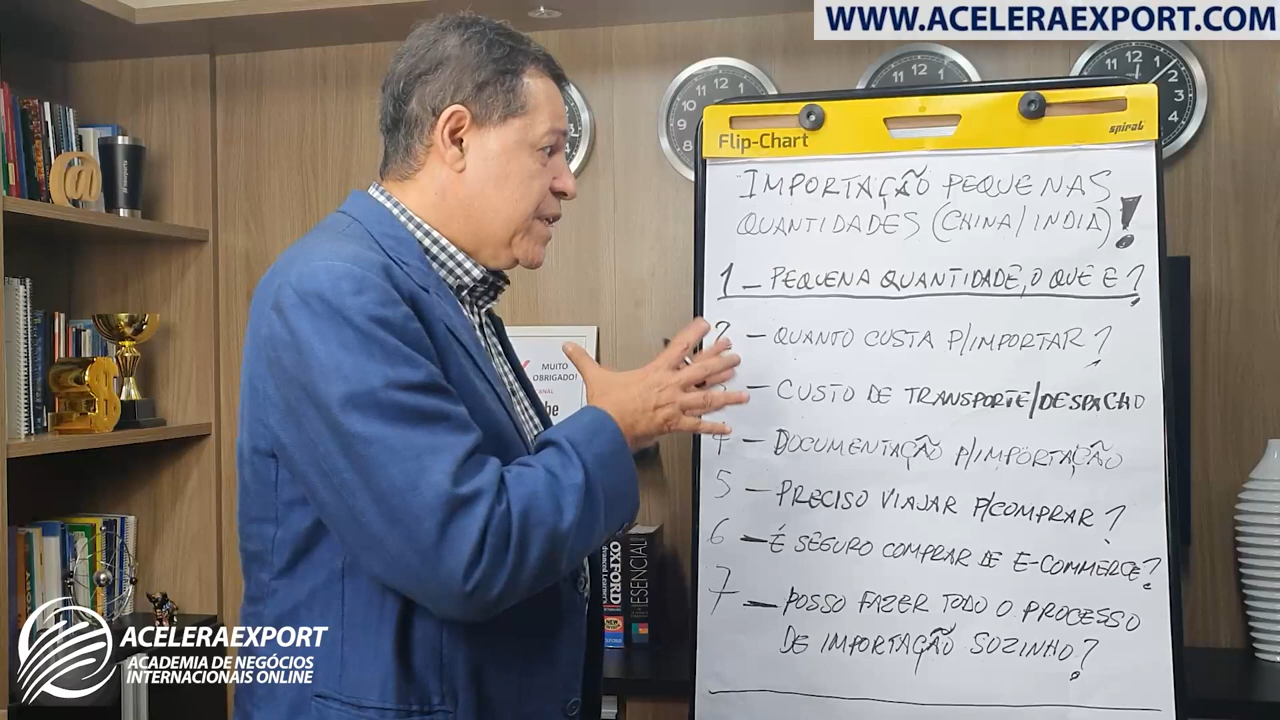 WWW.ACELERAEXPORT.COM
Flip-Chart
spiral
IMPORTAÇÃO PEQUENAS
QUANTIDADES (CHINA/INDIA)!
1 - PEQUENA QUANTIDADE, O QUE E?
2 - QUANTO CUSTA P/IMPORTAR?
- CUSTO DE TRANSPORTE/DESPACHO
4 - DOCUMENTAÇÃO P/IMPORTAÇÃO
5 - PRECISO VIAJAR P/COMPRAR?
6 - É SEGURO COMPRAR DE E-COMMERCE?
7 - POSSO FAZER TODO O PROCESSO
DE IMPORTAÇÃO SOZINHO?
MUITO
OBRIGADO!
OXFORD
ESENCIAL
ACELERAEXPORT
ACADEMIA DE NEGÓCIOS
INTERNACIONAIS ONLINE